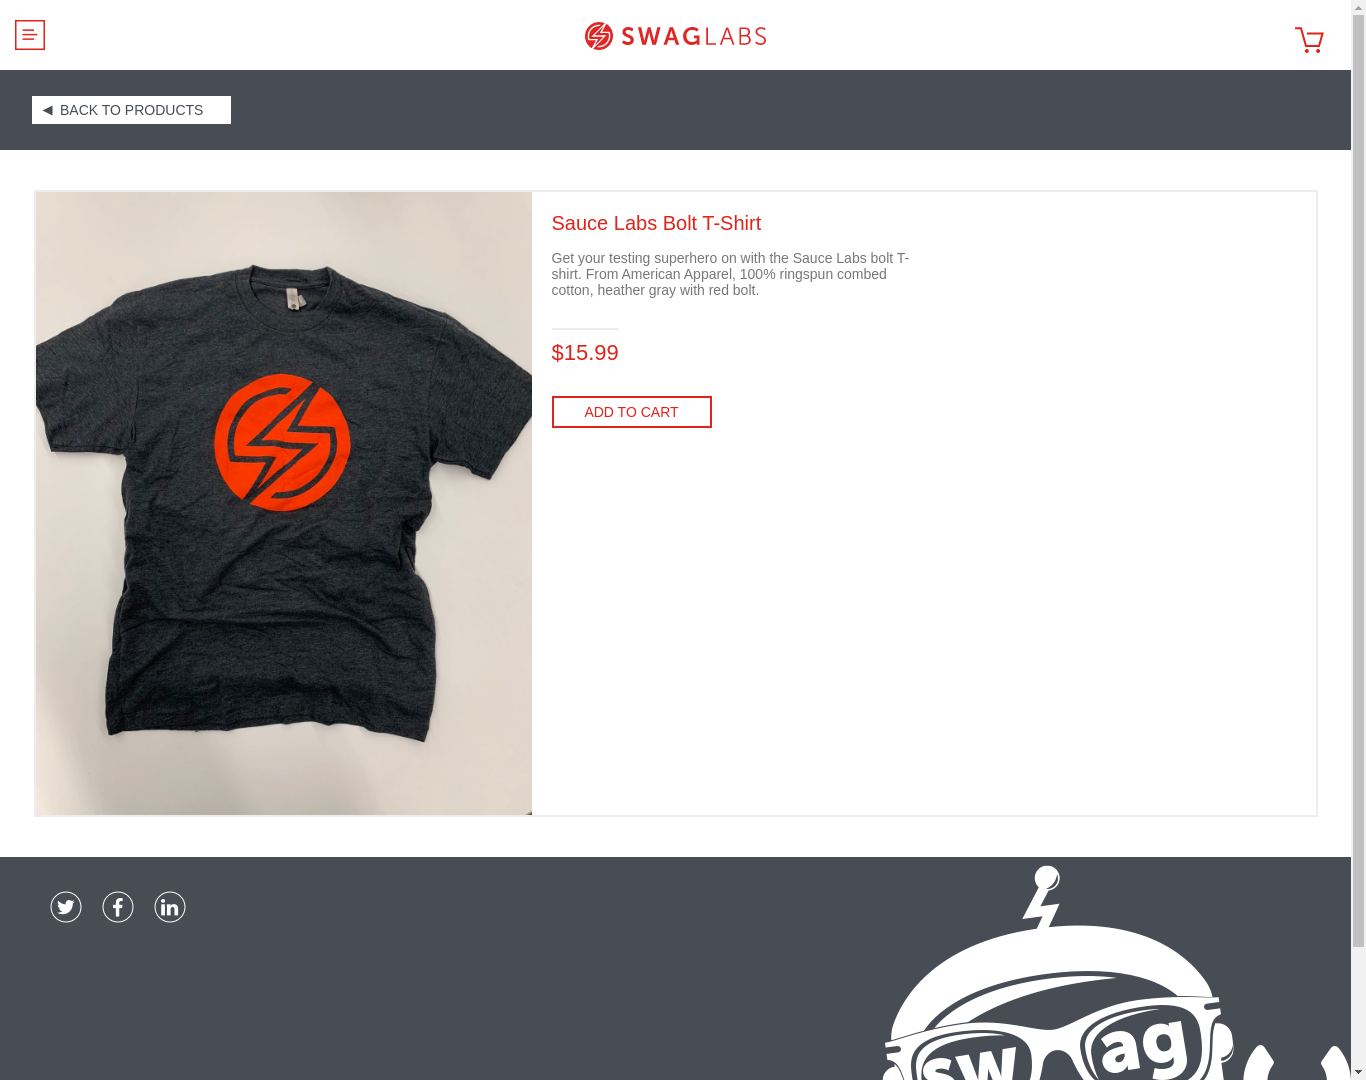 SWAGLABS
◄ BACK TO PRODUCTS
Sauce Labs Bolt T-Shirt
Get your testing superhero on with the Sauce Labs bolt T-
shirt. From American Apparel, 100% ringspun combed
cotton, heather gray with red bolt.
$15.99
ADD TO CART
sw ag